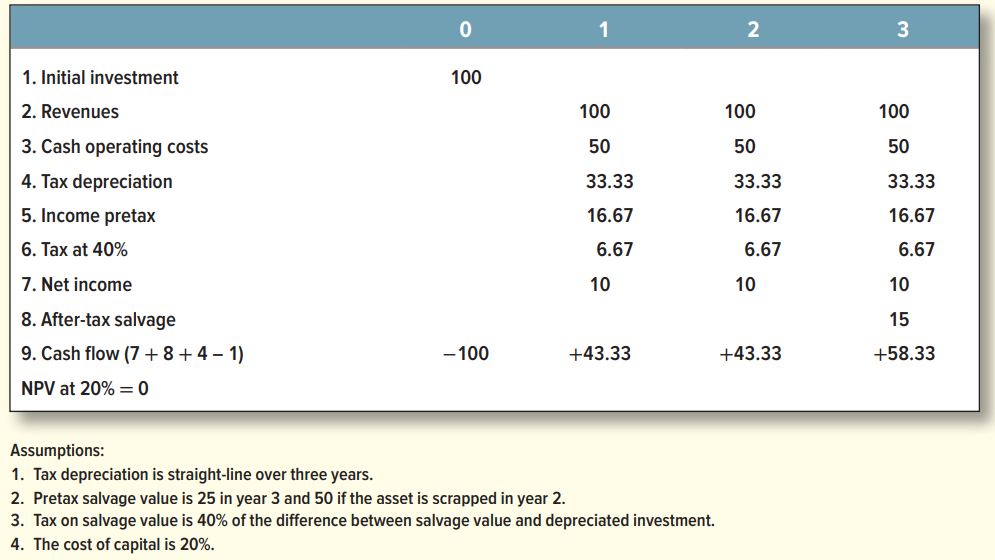 0 1 2 3
1. Initial investment 100
2. Revenues 100 100 100
3. Cash operating costs 50 50 50
4. Tax depreciation 33.33 33.33 33.33
5. Income pretax 16.67 16.67 16.67
6. Tax at 40% 6.67 6.67 6.67
7. Net income 10 10 10
8. After-tax salvage 15
9. Cash flow (7 + 8 + 4 – 1) −100 +43.33 +43.33 +58.33
NPV at 20% = 0
Assumptions:
1. Tax depreciation is straight-line over three years.
2. Pretax salvage value is 25 in year 3 and 50 if the asset is scrapped in year 2.
3. Tax on salvage value is 40% of the difference between salvage value and depreciated investment.
4. The cost of capital is 20%.